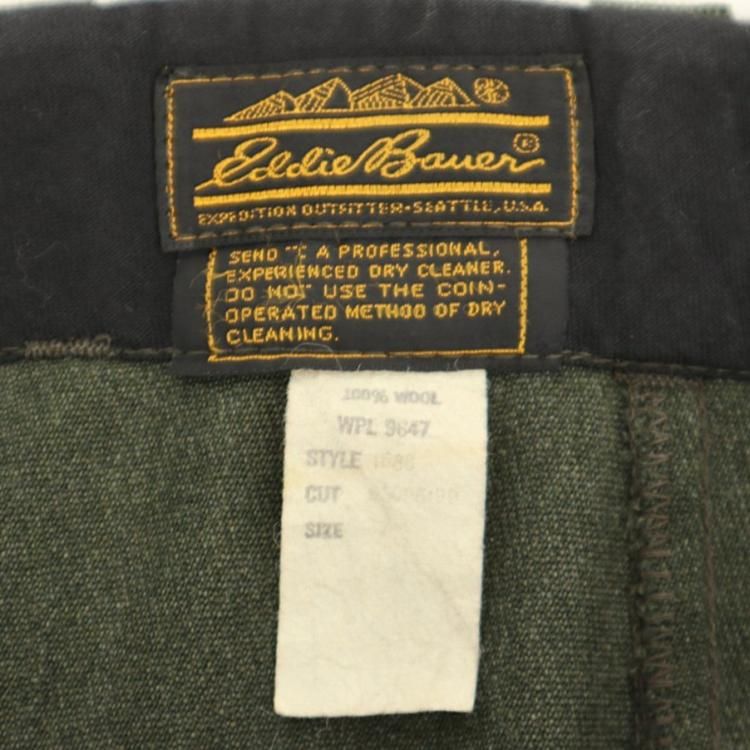 Eddie Bauer®
EXPEDITION OUTFITTER·SEATTLE, U.S.A.
SEND A PROFESSIONAL,
EXPERIENCED DRY CLEANER.
DO NOT USE THE COIN-
OPERATED METHOD OF DRY
CLEANING.
100% WOOL
WPL 9647
STYLE
CUT
SIZE